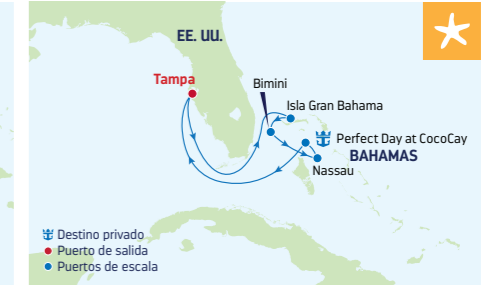 EE. UU.
Tampa
Bimini
Isla Gran Bahama
Perfect Day at CocoCay
BAHAMAS
Nassau
Destino privado
Puerto de salida
Puertos de escala